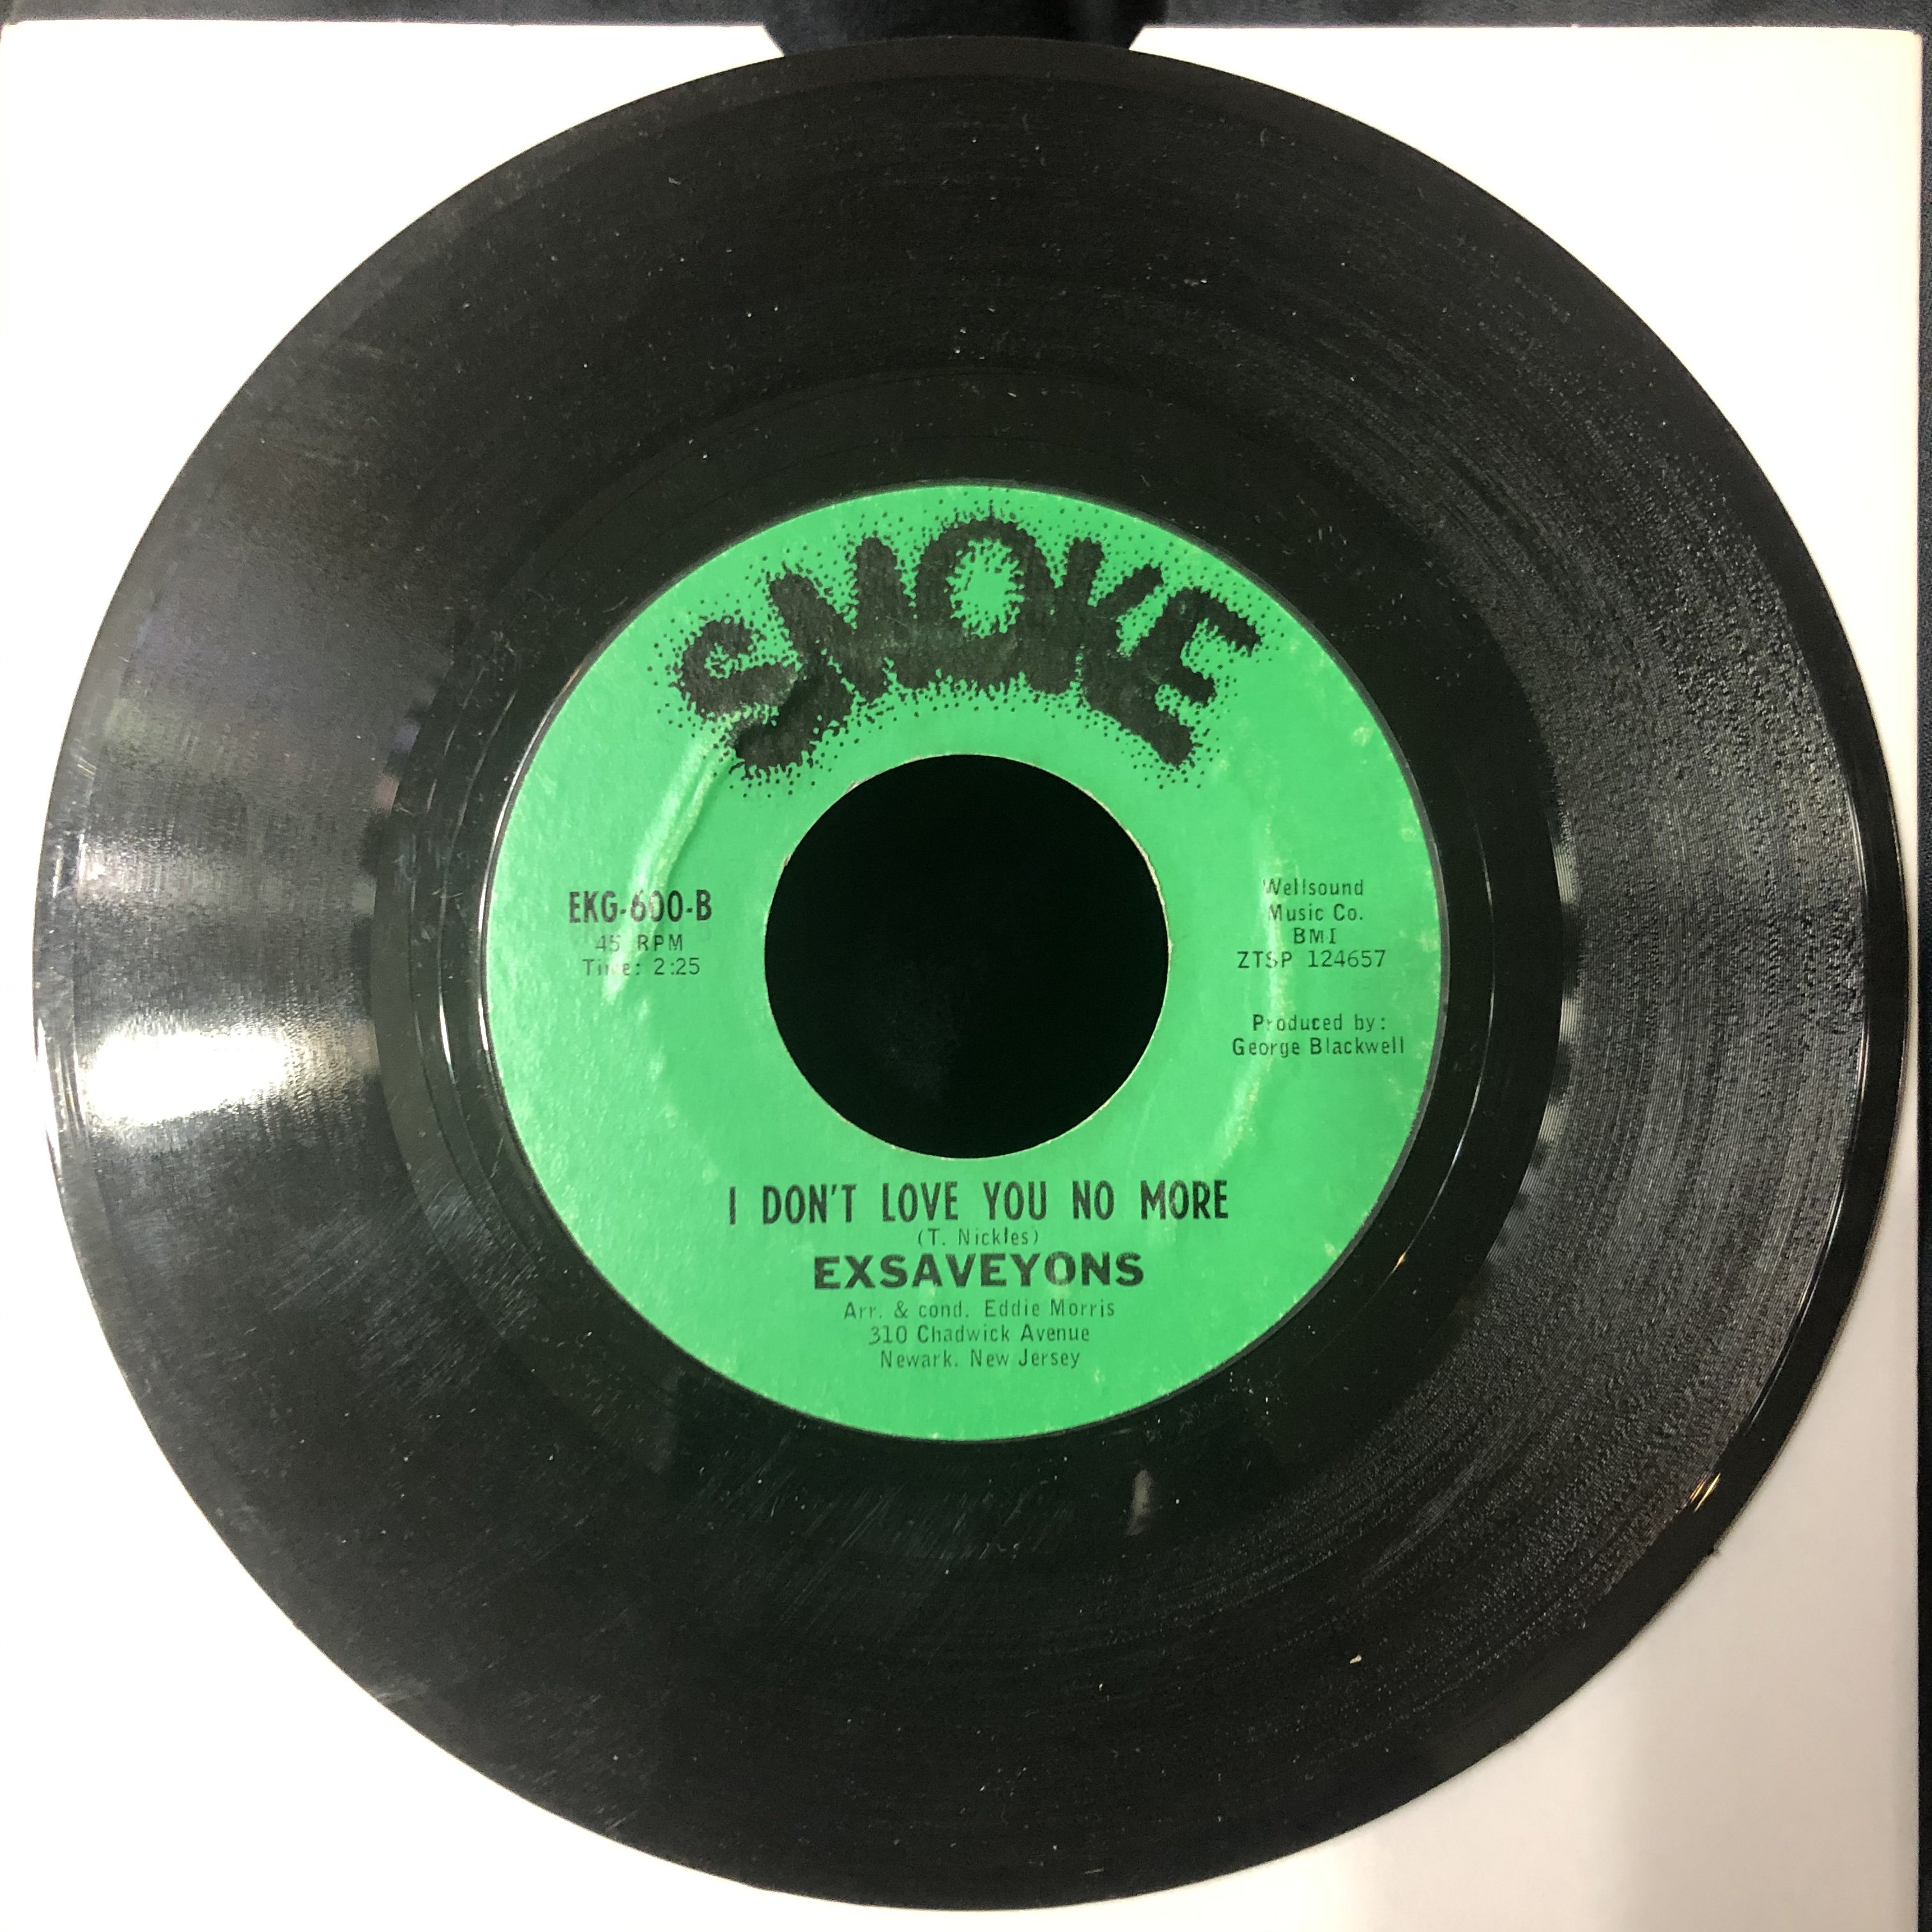 SMOKE
EKG-600-B
45 RPM
Time: 2:25
Wellsound
Music Co.
BMI
ZTSP 124657
Produced by:
George Blackwell
I DON'T LOVE YOU NO MORE
(T. Nickles)
EXSAVEYONS
Arr. & cond. Eddie Morris
310 Chadwick Avenue
Newark, New Jersey